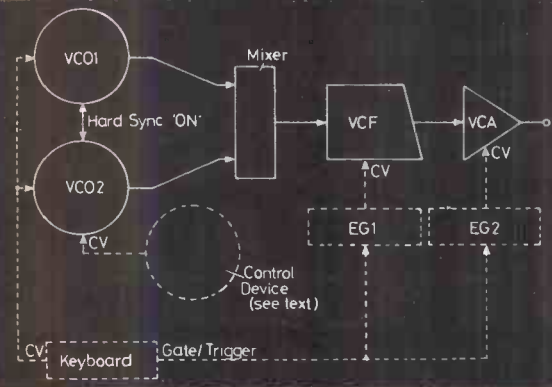 Mixer
VCO1
Hard Sync 'ON'
VCF
VCA
CV
CV
VCO2
CV
EG1
EG2
Control
Device
(see text)
CV
Keyboard
Gate/Trigger